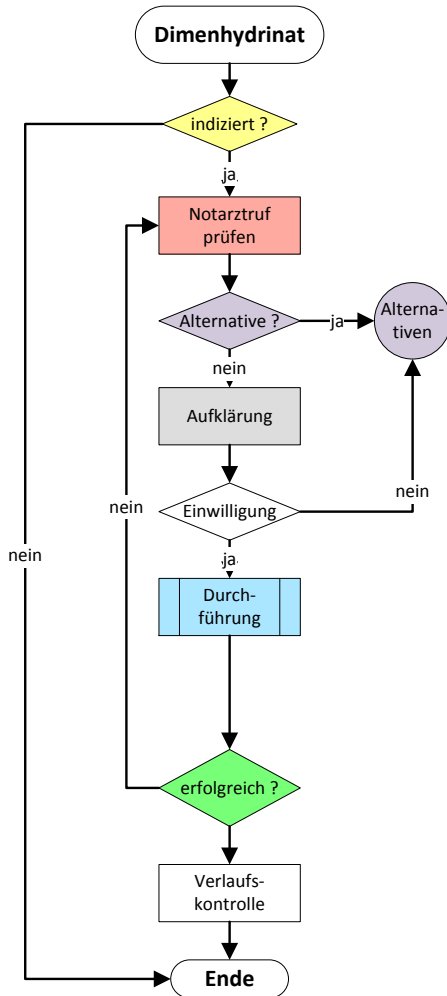 Dimenhydrinat
indiziert ?
ja
Notarztruf
prüfen
Alternative ?
ja
Alterna-
tiven
nein
Aufklärung
Einwilligung
nein
nein
nein
ja
Durch-
führung
erfolgreich ?
Verlaufs-
kontrolle
Ende